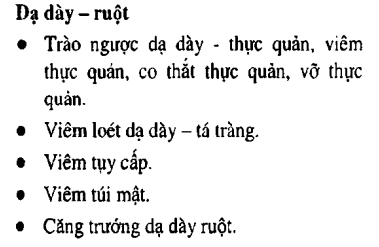 Dạ dày – ruột
● Trào ngược dạ dày - thực quản, viêm
thực quản, co thắt thực quản, vỡ thực
quản.
● Viêm loét dạ dày – tá tràng.
● Viêm tụy cấp.
● Viêm túi mật.
● Căng trướng dạ dày ruột.